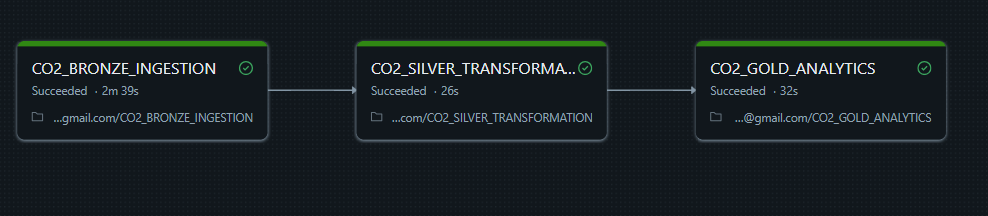 CO2_BRONZE_INGESTION
Succeeded · 2m 39s
...gmail.com/CO2_BRONZE_INGESTION
CO2_SILVER_TRANSFORMA...
Succeeded · 26s
...com/CO2_SILVER_TRANSFORMATION
CO2_GOLD_ANALYTICS
Succeeded · 32s
...@gmail.com/CO2_GOLD_ANALYTICS